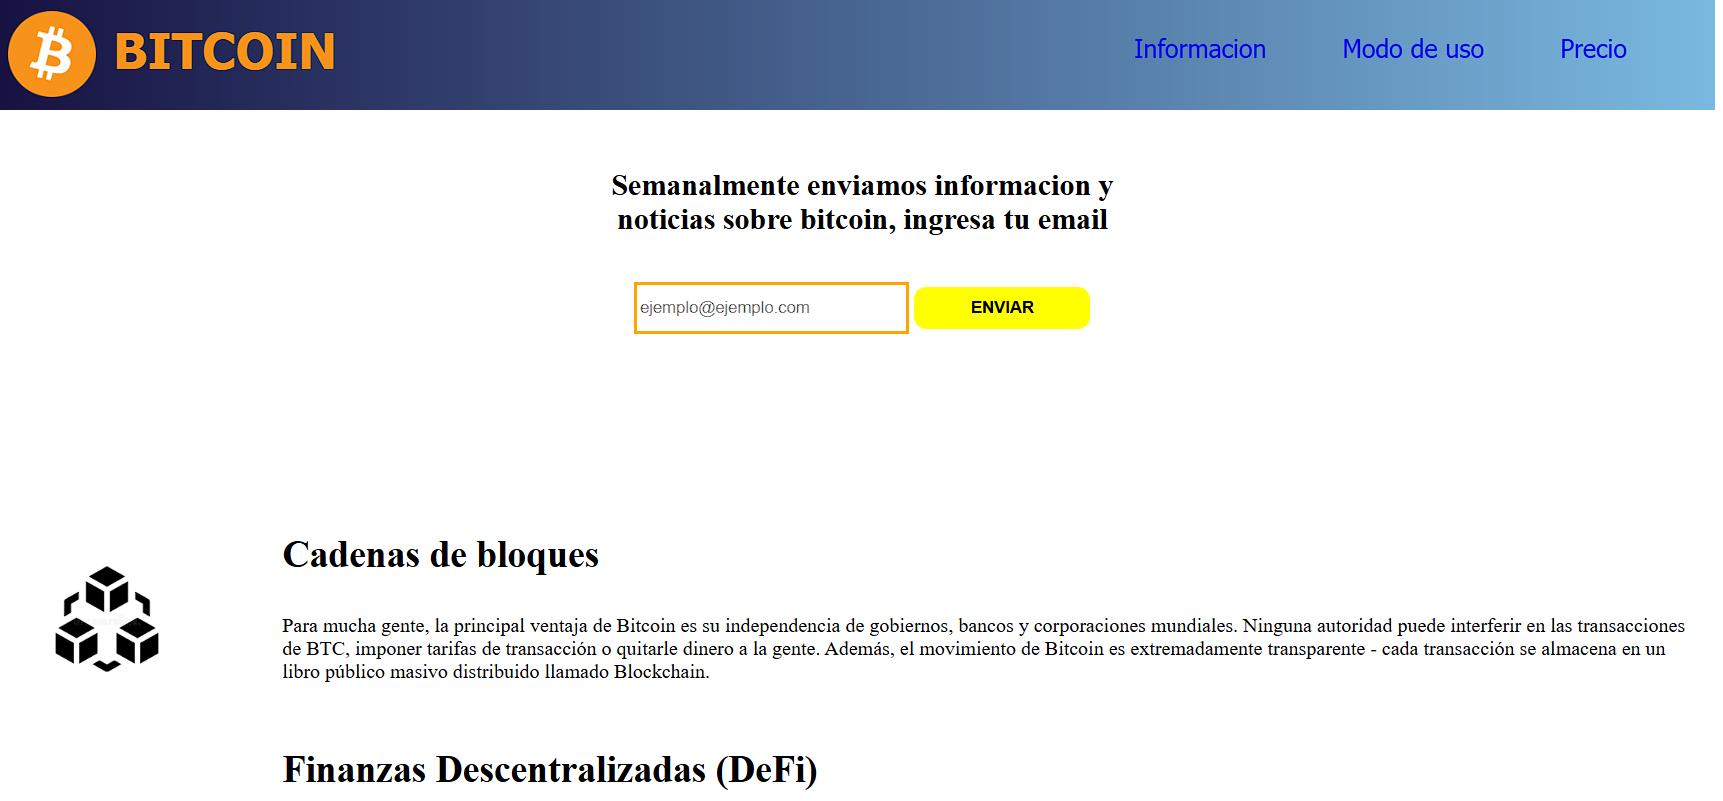 BITCOIN
Informacion
Modo de uso
Precio
Semanalmente enviamos informacion y
noticias sobre bitcoin, ingresa tu email
ejemplo@ejemplo.com
ENVIAR
Cadenas de bloques
Para mucha gente, la principal ventaja de Bitcoin es su independencia de gobiernos, bancos y corporaciones mundiales. Ninguna autoridad puede interferir en las transacciones
de BTC, imponer tarifas de transacción o quitarle dinero a la gente. Además, el movimiento de Bitcoin es extremadamente transparente - cada transacción se almacena en un
libro público masivo distribuido llamado Blockchain.
Finanzas Descentralizadas (DeFi)